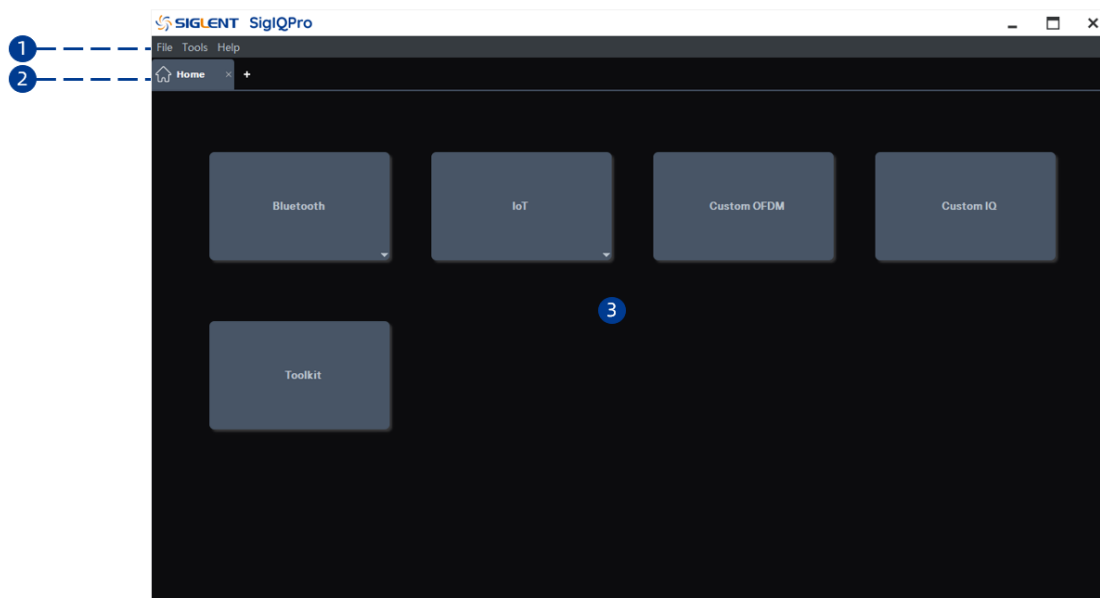 SIGLENT SigIQPro
1
File Tools Help
2
Home × +
Bluetooth IoT Custom OFDM Custom IQ
3
Toolkit